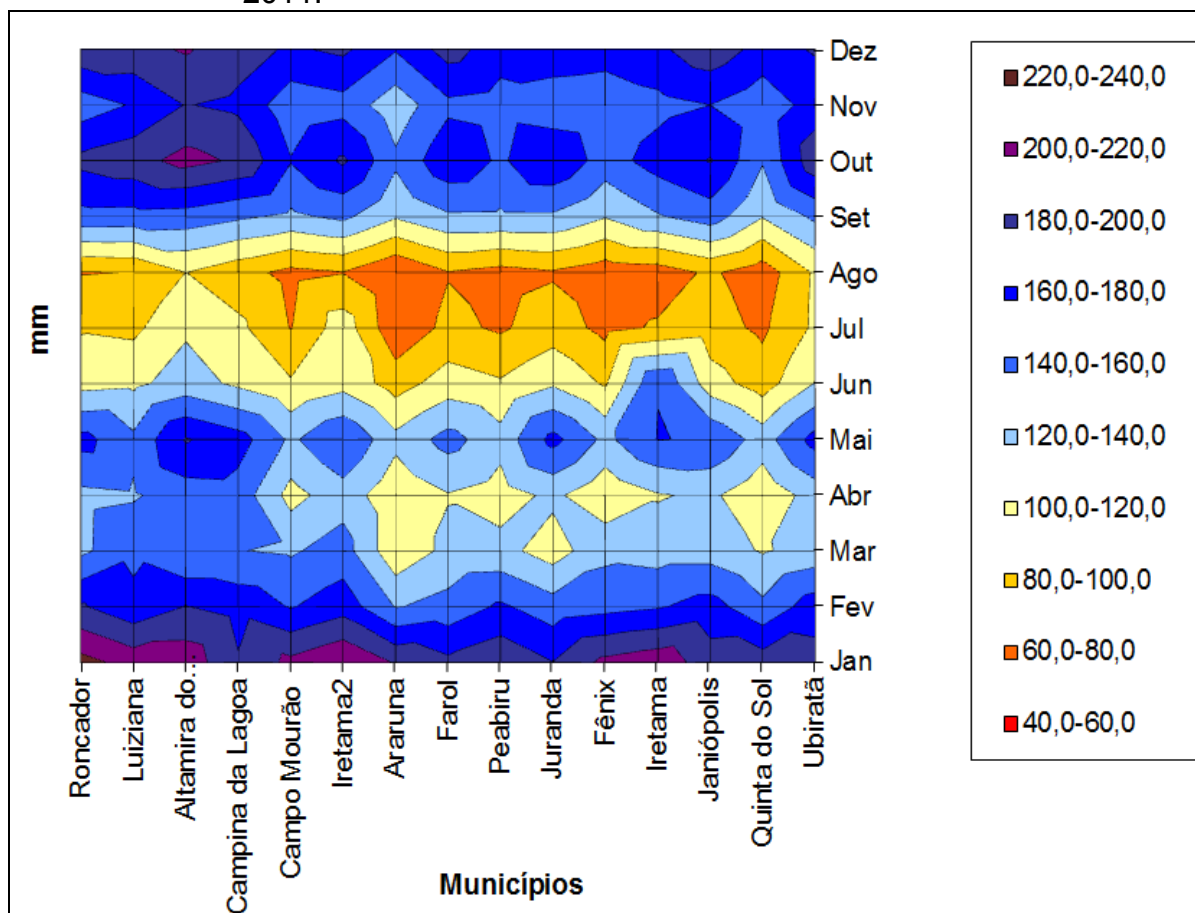 220,0-240,0
200,0-220,0
180,0-200,0
160,0-180,0
140,0-160,0
120,0-140,0
100,0-120,0
80,0-100,0
60,0-80,0
40,0-60,0
Dez
Nov
Out
Set
Ago
Jul
Jun
Mai
Abr
Mar
Fev
Jan
mm
Roncador
Luiziana
Altamira do...
Campina da Lagoa
Campo Mourão
Iretama2
Araruna
Farol
Peabiru
Juranda
Fênix
Iretama
Janiópolis
Quinta do Sol
Ubiratã
Municípios